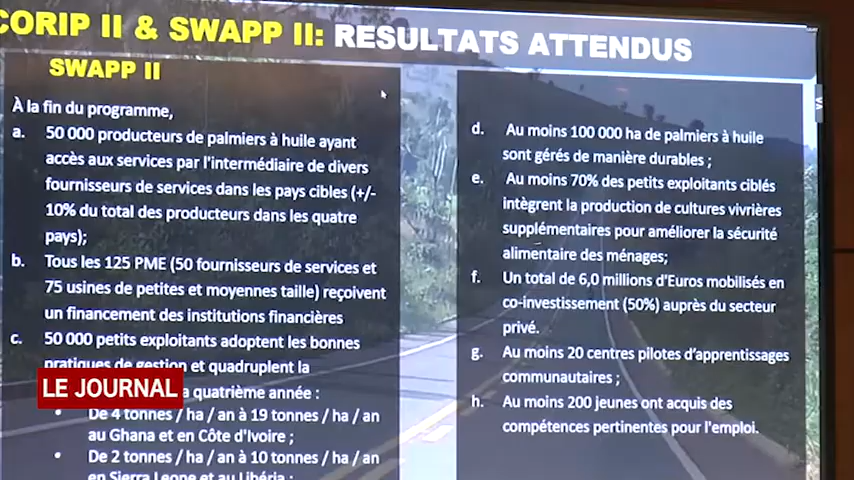 CORIP II & SWAPP II: RESULTATS ATTENDUS
SWAPP II
À la fin du programme,
a. 50 000 producteurs de palmiers à huile ayant
accès aux services par l'intermédiaire de divers
fournisseurs de services dans les pays cibles (+/-
10% du total des producteurs dans les quatre
pays);
b. Tous les 125 PME (50 fournisseurs de services et
75 usines de petites et moyennes taille) reçoivent
un financement des institutions financières
c. 50 000 petits exploitants adoptent les bonnes
pratiques de gestion et quadruplent la
a quatrième année :
• De 4 tonnes / ha / an à 19 tonnes / ha / an
au Ghana et en Côte d'Ivoire ;
• De 2 tonnes / ha / an à 10 tonnes / ha / an
en Sierra Leone et au Libéria;
d. Au moins 100 000 ha de palmiers à huile
sont gérés de manière durables ;
e. Au moins 70% des petits exploitants ciblés
intègrent la production de cultures vivrières
supplémentaires pour améliorer la sécurité
alimentaire des ménages;
f. Un total de 6,0 millions d'Euros mobilisés en
co-investissement (50%) auprès du secteur
privé.
g. Au moins 20 centres pilotes d'apprentissages
communautaires ;
h. Au moins 200 jeunes ont acquis des
compétences pertinentes pour l'emploi.
LE JOURNAL